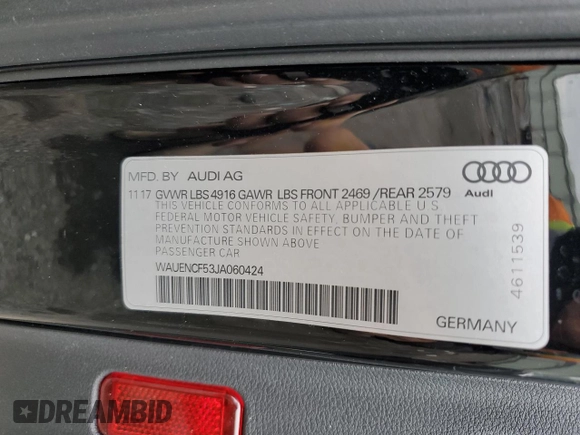 MFD. BY AUDI AG
11 17 GVWR LBS 4916 GAWR LBS FRONT 2469 /REAR 2579
THIS VEHICLE CONFORMS TO ALL APPLICABLE U.S.
FEDERAL MOTOR VEHICLE SAFETY, BUMPER AND THEFT
PREVENTION STANDARDS IN EFFECT ON THE DATE OF
MANUFACTURE SHOWN ABOVE
PASSENGER CAR
WAUENCF53JA060424
Audi
4611539
GERMANY
DREAMBID